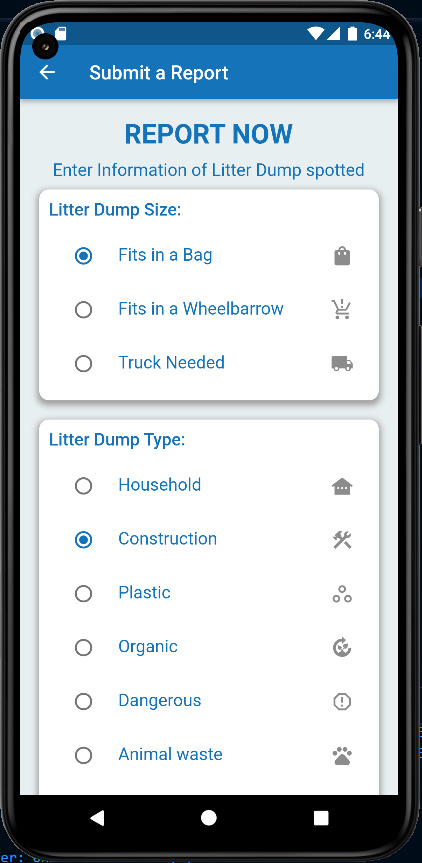 6:44
Submit a Report
REPORT NOW
Enter Information of Litter Dump spotted
Litter Dump Size:
Fits in a Bag
Fits in a Wheelbarrow
Truck Needed
Litter Dump Type:
Household
Construction
Plastic
Organic
Dangerous
Animal waste